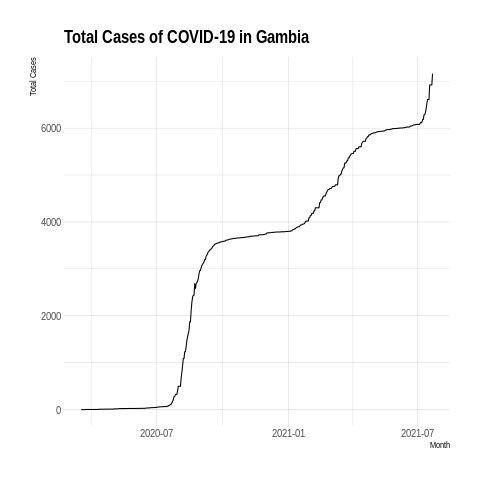 Total Cases of COVID-19 in Gambia
Total Cases
6000
4000
2000
0
2020-07
2021-01
2021-07
Month